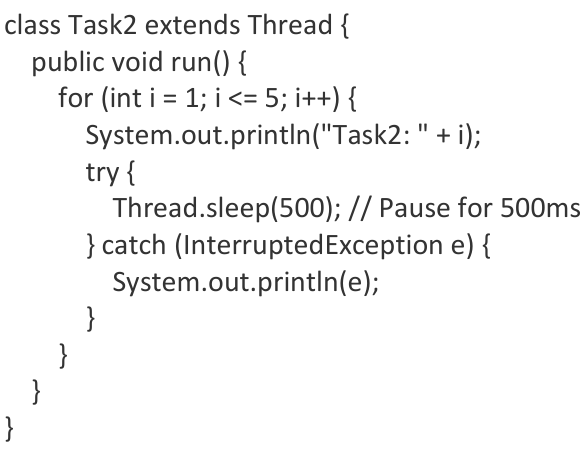 class Task2 extends Thread {
public void run() {
for (int i = 1; i <= 5; i++) {
System.out.println("Task2: " + i);
try {
Thread.sleep(500); // Pause for 500ms
} catch (InterruptedException e) {
System.out.println(e);
}
}
}
}